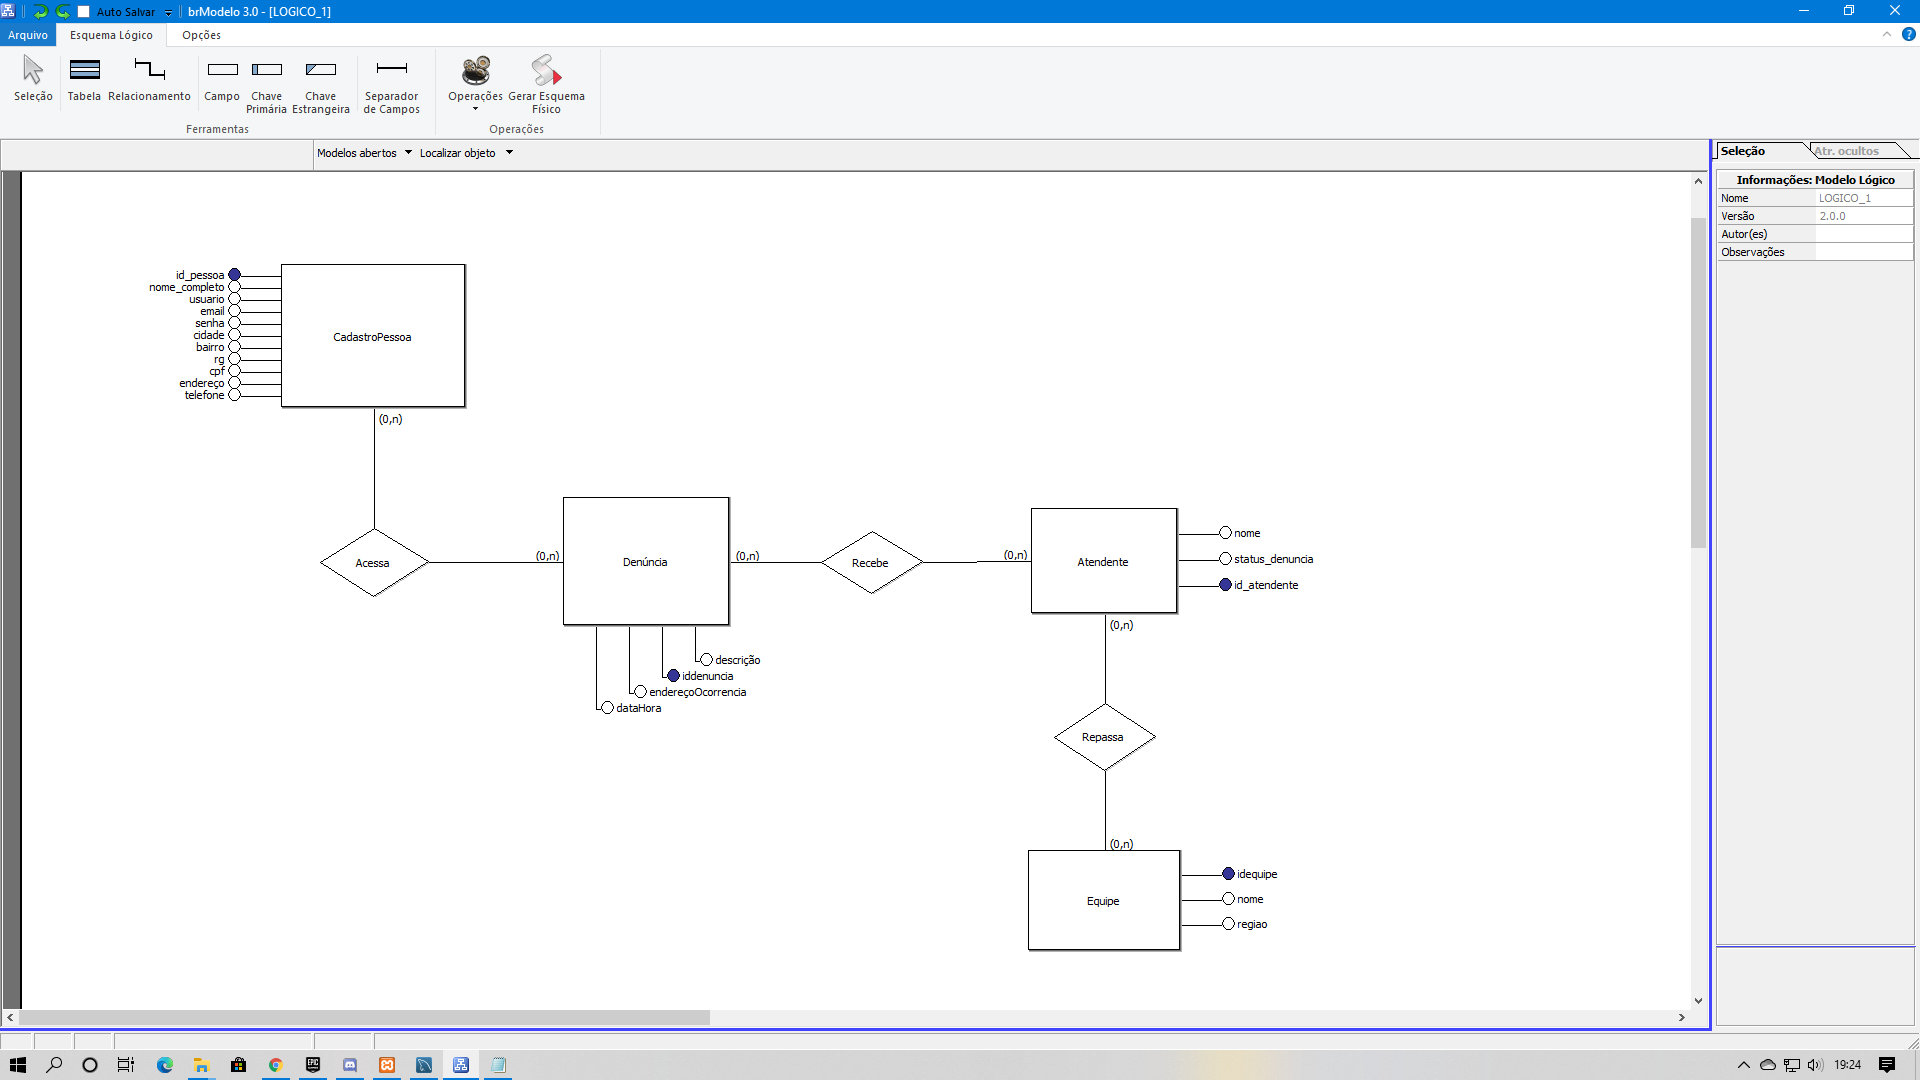 Auto Salvar
brModelo 3.0 - [LOGICO_1]
Arquivo
Esquema Lógico
Opções
Seleção
Tabela
Relacionamento
Campo
Chave Primária
Chave Estrangeira
Separador de Campos
Operações
Gerar Esquema Físico
Ferramentas
Operações
Modelos abertos
Localizar objeto
Seleção
Atr. ocultos
Informações: Modelo Lógico
Nome LOGICO_1
Versão 2.0.0
Autor(es)
Observações
id_pessoa
nome_completo
usuario
email
senha
cidade
bairro
rg
cpf
endereço
telefone
CadastroPessoa
(0,n)
Acessa
(0,n)
Denúncia
(0,n)
Recebe
(0,n)
Atendente
nome
status_denuncia
id_atendente
(0,n)
descrição
iddenuncia
endereçoOcorrencia
dataHora
Repassa
(0,n)
Equipe
idequipe
nome
regiao
EPIC
19:24